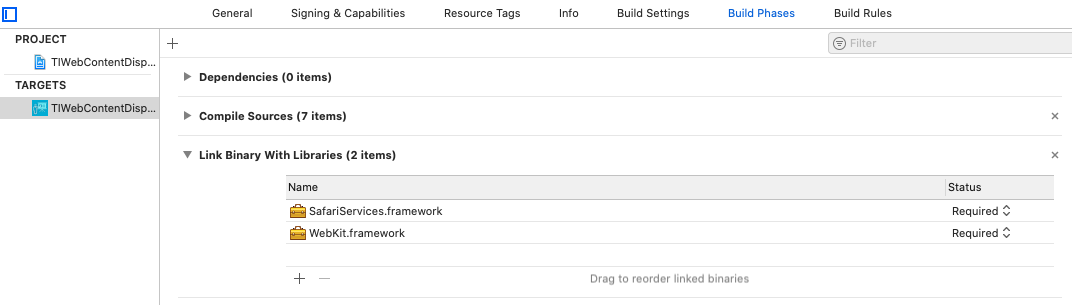 General Signing & Capabilities Resource Tags Info Build Settings Build Phases Build Rules
PROJECT
TIWebContentDisp...
TARGETS
TIWebContentDisp...
Filter
Dependencies (0 items)
Compile Sources (7 items)
Link Binary With Libraries (2 items)
Name Status
SafariServices.framework Required
WebKit.framework Required
Drag to reorder linked binaries